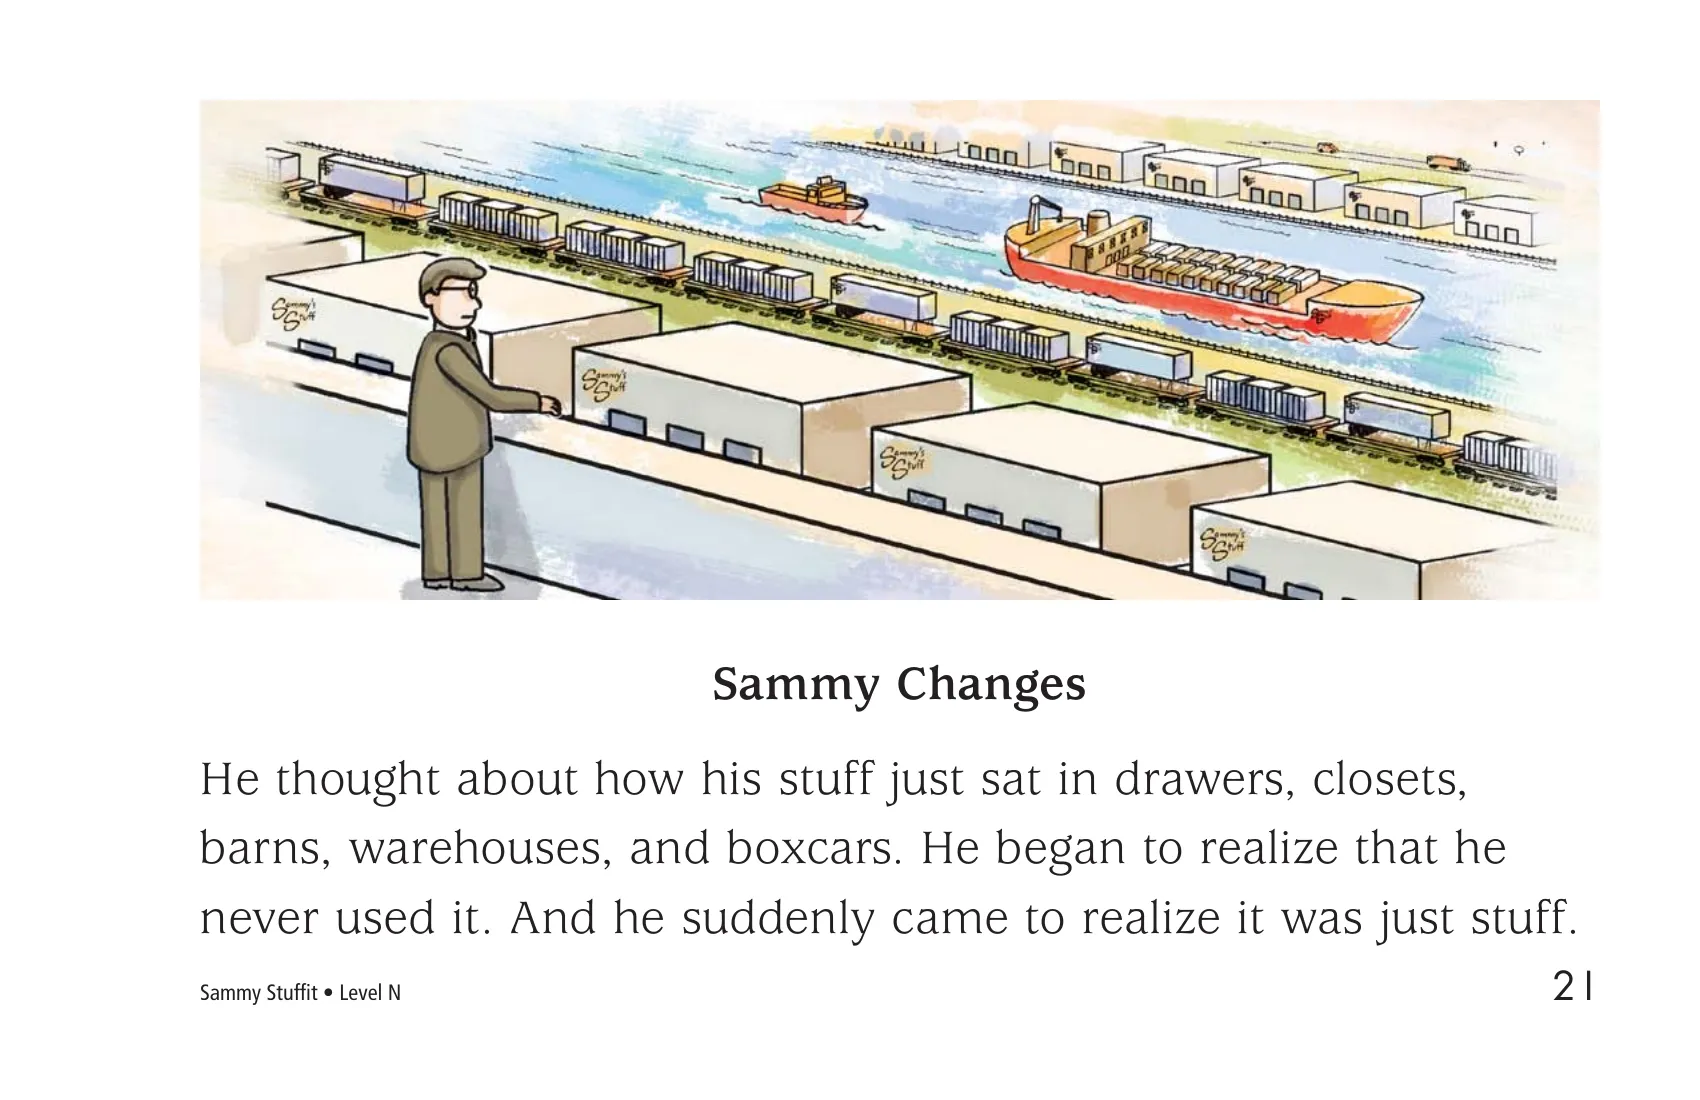 Sammy's
Stuff
Sammy's
Stuff
Sammy's
Stuff
Sammy's
Stuff
Sammy Changes
He thought about how his stuff just sat in drawers, closets,
barns, warehouses, and boxcars. He began to realize that he
never used it. And he suddenly came to realize it was just stuff.
Sammy Stuffit • Level N
21